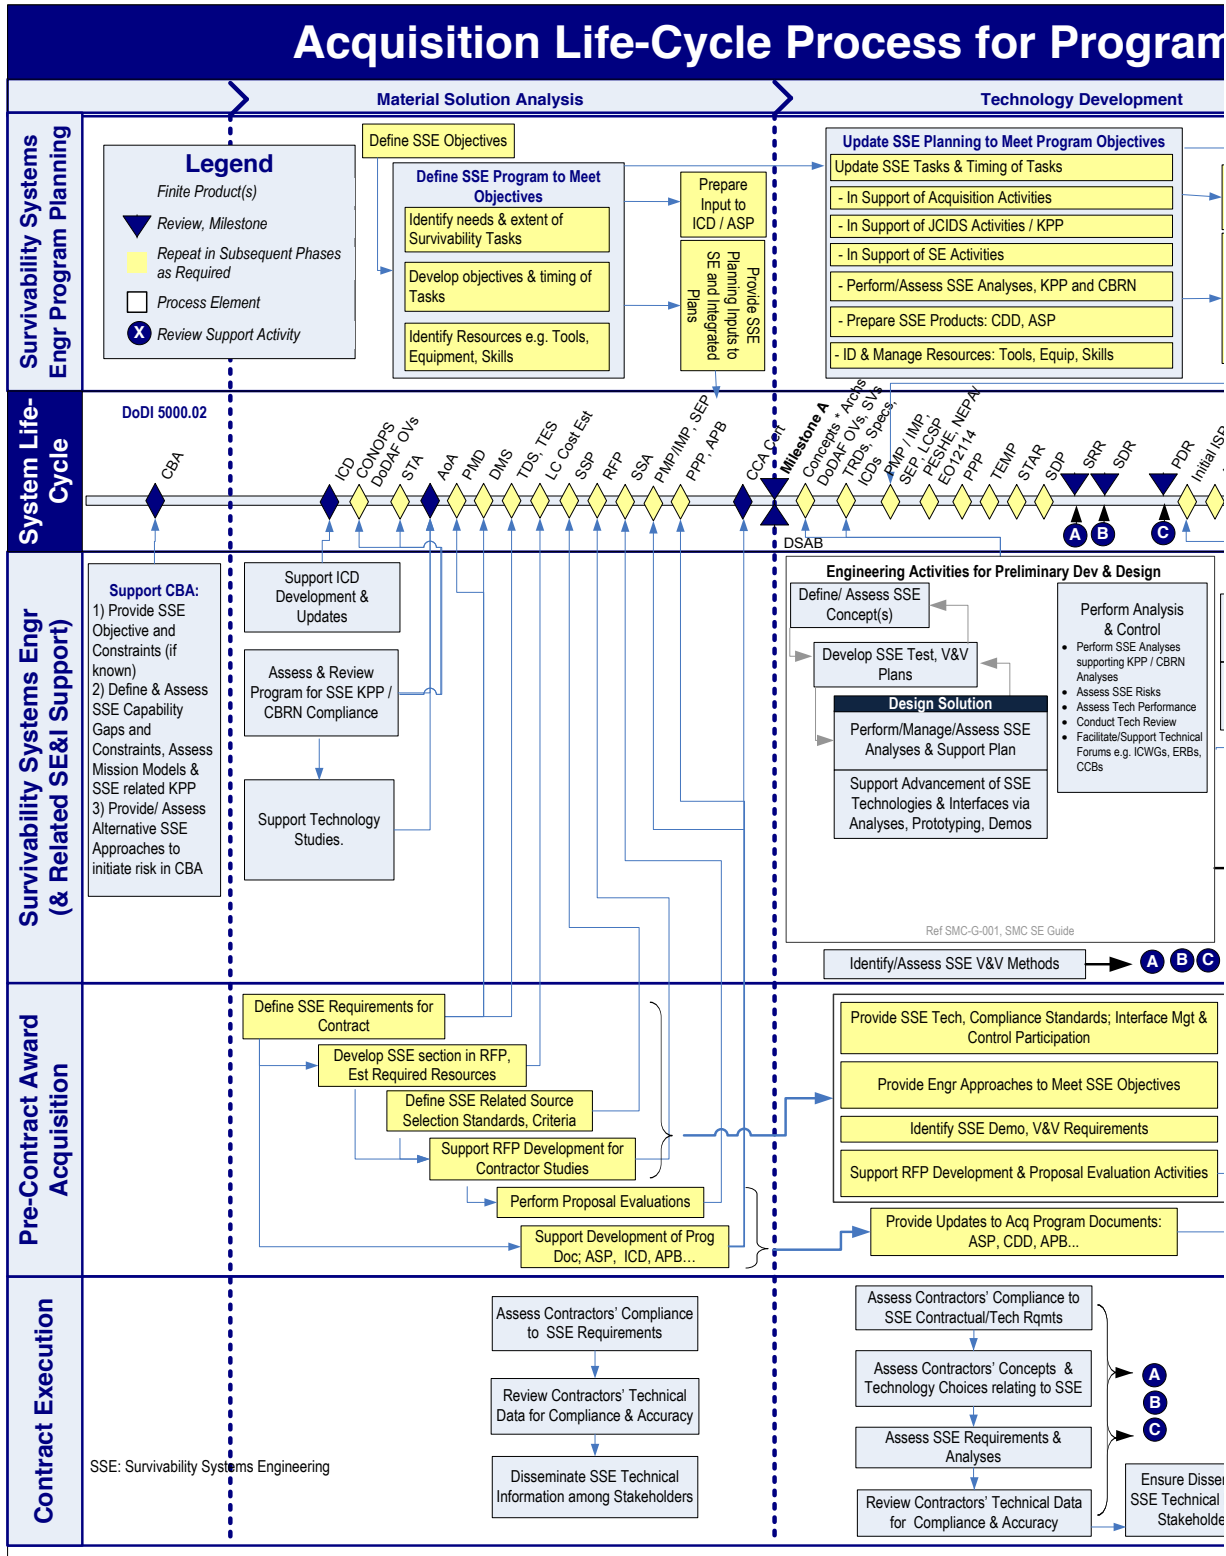 Acquisition Life-Cycle Process for Program
Material Solution Analysis
Technology Development
Survivability Systems
Engr Program Planning
Legend
Finite Product(s)
Review, Milestone
Repeat in Subsequent Phases
as Required
Process Element
X
Review Support Activity
Define SSE Objectives
Define SSE Program to Meet
Objectives
Identify needs & extent of
Survivability Tasks
Develop objectives & timing of
Tasks
Identify Resources e.g. Tools,
Equipment, Skills
Prepare
Input to
ICD / ASP
Provide SSE
Planning Inputs to
SE and Integrated
Plans
Update SSE Planning to Meet Program Objectives
Update SSE Tasks & Timing of Tasks
- In Support of Acquisition Activities
- In Support of JCIDS Activities / KPP
- In Support of SE Activities
- Perform/Assess SSE Analyses, KPP and CBRN
- Prepare SSE Products: CDD, ASP
- ID & Manage Resources: Tools, Equip, Skills
System Life-
Cycle
DoDI 5000.02
CBA
ICD
CONOPS
DoDAF OVs
STA
AoA
PMD
DMS
TDS, TES
LC Cost Est
SSP
RFP
SSA
PMP/IMP, SEP
PPP, APB
CCA Cert
Milestone A
Concepts * Archs
DoDAF OVs, SVs
TRDs, Specs,
ICDs
PMP / IMP,
SEP, LCSP
PESHE, NEPA/
EO12114
PPP
TEMP
STAR
SDP
SRR
SDR
PDR
Initial ISP
A
B
C
DSAB
Survivability Systems Engr
(& Related SE&I Support)
Support CBA:
1) Provide SSE
Objective and
Constraints (if
known)
2) Define & Assess
SSE Capability
Gaps and
Constraints, Assess
Mission Models &
SSE related KPP
3) Provide/ Assess
Alternative SSE
Approaches to
initiate risk in CBA
Support ICD
Development &
Updates
Assess & Review
Program for SSE KPP /
CBRN Compliance
Support Technology
Studies.
Engineering Activities for Preliminary Dev & Design
Define/ Assess SSE
Concept(s)
Develop SSE Test, V&V
Plans
Design Solution
Perform/Manage/Assess SSE
Analyses & Support Plan
Support Advancement of SSE
Technologies & Interfaces via
Analyses, Prototyping, Demos
Perform Analysis
& Control
• Perform SSE Analyses
supporting KPP / CBRN
Analyses
• Assess SSE Risks
• Assess Tech Performance
• Conduct Tech Review
• Facilitate/Support Technical
Forums e.g. ICWGs, ERBs,
CCBs
Ref SMC-G-001, SMC SE Guide
Identify/Assess SSE V&V Methods
A B C
Pre-Contract Award
Acquisition
Define SSE Requirements for
Contract
Develop SSE section in RFP,
Est Required Resources
Define SSE Related Source
Selection Standards, Criteria
Support RFP Development for
Contractor Studies
Perform Proposal Evaluations
Support Development of Prog
Doc; ASP, ICD, APB...
Provide SSE Tech, Compliance Standards; Interface Mgt &
Control Participation
Provide Engr Approaches to Meet SSE Objectives
Identify SSE Demo, V&V Requirements
Support RFP Development & Proposal Evaluation Activities
Provide Updates to Acq Program Documents:
ASP, CDD, APB...
Contract Execution
SSE: Survivability Systems Engineering
Assess Contractors' Compliance
to SSE Requirements
Review Contractors' Technical
Data for Compliance & Accuracy
Disseminate SSE Technical
Information among Stakeholders
Assess Contractors' Compliance to
SSE Contractual/Tech Rqmts
Assess Contractors' Concepts &
Technology Choices relating to SSE
Assess SSE Requirements &
Analyses
Review Contractors' Technical Data
for Compliance & Accuracy
A
B
C
Ensure Disser
SSE Technical
Stakeholde